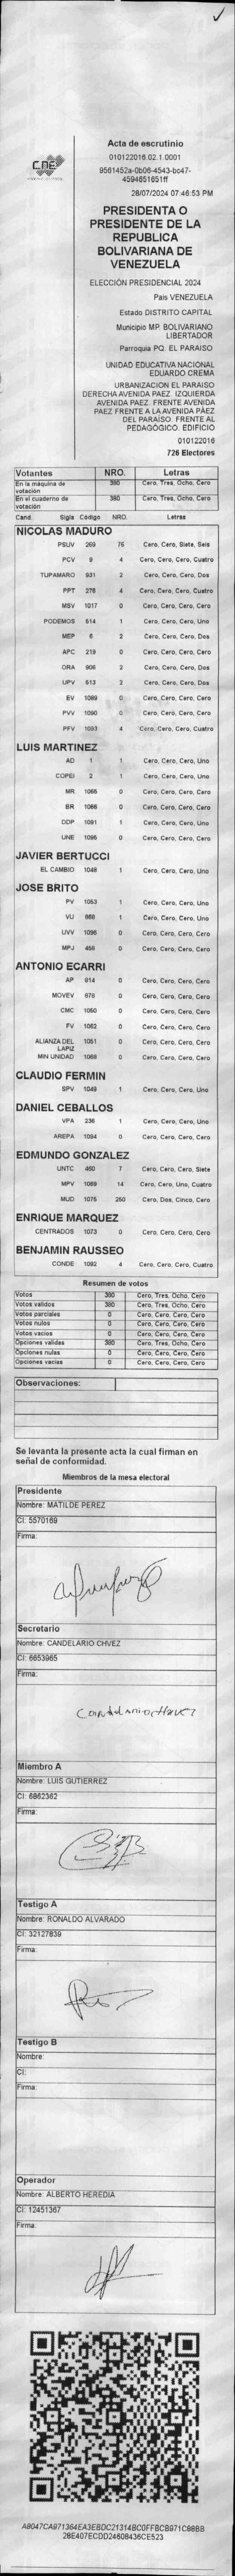 CNE
Acta de escrutinio
010122016.02.1.0001
9561452a-0b06-4543-bc47-
4594651651ff
28/07/2024 07:46:53 PM
PRESIDENTA O
PRESIDENTE DE LA
REPUBLICA
BOLIVARIANA DE
VENEZUELA
ELECCIÓN PRESIDENCIAL 2024
Pais VENEZUELA
Estado DISTRITO CAPITAL
Municipio MP. BOLIVARIANO
LIBERTADOR
Parroquia PQ. EL PARAISO
UNIDAD EDUCATIVA NACIONAL
EDUARDO CREMA
URBANIZACION EL PARAISO
DERECHA AVENIDA PAEZ. IZQUIERDA
AVENIDA PAEZ. FRENTE AVENIDA
PAEZ FRENTE A LA AVENIDA PÁEZ
DEL PARAÍSO. FRENTE AL
PEDAGÓGICO. EDIFICIO
010122016
726 Electores
Votantes NRO. Letras
En la máquina de votación 380 Cero, Tres, Ocho, Cero
En el cuaderno de votación 380 Cero, Tres, Ocho, Cero
Cand. Sigla Código NRO. Letras
NICOLAS MADURO
PSUV 269 76 Cero, Cero, Siete, Seis
PCV 9 4 Cero, Cero, Cero, Cuatro
TUPAMARO 931 2 Cero, Cero, Cero, Dos
PPT 276 4 Cero, Cero, Cero, Cuatro
MSV 1017 0 Cero, Cero, Cero, Cero
PODEMOS 514 1 Cero, Cero, Cero, Uno
MEP 6 2 Cero, Cero, Cero, Dos
APC 219 0 Cero, Cero, Cero, Cero
ORA 906 2 Cero, Cero, Cero, Dos
UPV 513 2 Cero, Cero, Cero, Dos
EV 1089 0 Cero, Cero, Cero, Cero
PVV 1090 0 Cero, Cero, Cero, Cero
PFV 1093 4 Cero, Cero, Cero, Cuatro
LUIS MARTINEZ
AD 1 1 Cero, Cero, Cero, Uno
COPEI 2 1 Cero, Cero, Cero, Uno
MR 1066 0 Cero, Cero, Cero, Cero
BR 1068 0 Cero, Cero, Cero, Cero
DDP 1091 1 Cero, Cero, Cero, Uno
UNE 1096 0 Cero, Cero, Cero, Cero
JAVIER BERTUCCI
EL CAMBIO 1048 1 Cero, Cero, Cero, Uno
JOSE BRITO
PV 1053 1 Cero, Cero, Cero, Uno
VU 868 1 Cero, Cero, Cero, Uno
UVV 1095 0 Cero, Cero, Cero, Cero
MPJ 456 0 Cero, Cero, Cero, Cero
ANTONIO ECARRI
AP 814 0 Cero, Cero, Cero, Cero
MOVEV 878 0 Cero, Cero, Cero, Cero
CMC 1050 0 Cero, Cero, Cero, Cero
FV 1062 0 Cero, Cero, Cero, Cero
ALIANZA DEL LAPIZ 1051 0 Cero, Cero, Cero, Cero
MIN UNIDAD 1068 0 Cero, Cero, Cero, Cero
CLAUDIO FERMIN
SPV 1049 1 Cero, Cero, Cero, Uno
DANIEL CEBALLOS
VPA 236 1 Cero, Cero, Cero, Uno
AREPA 1094 0 Cero, Cero, Cero, Cero
EDMUNDO GONZALEZ
UNTC 460 7 Cero, Cero, Cero, Siete
MPV 1069 14 Cero, Cero, Uno, Cuatro
MUD 1075 250 Cero, Dos, Cinco, Cero
ENRIQUE MARQUEZ
CENTRADOS 1073 0 Cero, Cero, Cero, Cero
BENJAMIN RAUSSEO
CONDE 1092 4 Cero, Cero, Cero, Cuatro
Resumen de votos
Votos 380 Cero, Tres, Ocho, Cero
Votos validos 380 Cero, Tres, Ocho, Cero
Votos parciales 0 Cero, Cero, Cero, Cero
Votos nulos 0 Cero, Cero, Cero, Cero
Votos vacios 0 Cero, Cero, Cero, Cero
Opciones validas 380 Cero, Tres, Ocho, Cero
Opciones nulas 0 Cero, Cero, Cero, Cero
Opciones vacias 0 Cero, Cero, Cero, Cero
Observaciones:
Se levanta la presente acta la cual firman en
señal de conformidad.
Miembros de la mesa electoral
Presidente
Nombre: MATILDE PEREZ
CI: 5570169
Firma:
Secretario
Nombre: CANDELARIO CHVEZ
CI: 6653965
Firma:
Miembro A
Nombre: LUIS GUTIERREZ
CI: 6862362
Firma:
Testigo A
Nombre: RONALDO ALVARADO
CI: 32127839
Firma:
Testigo B
Nombre:
CI:
Firma:
Operador
Nombre: ALBERTO HEREDIA
CI: 12451367
Firma:
A8047CA971364EA3EBDC21314BC0FFBCB971C88BB
28E407ECDD24608436CE523